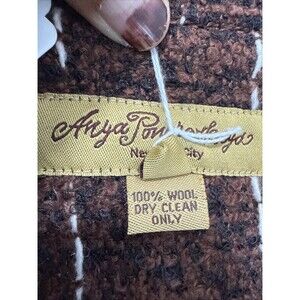 Anya
New City
100% WOOL
DRY CLEAN
ONLY